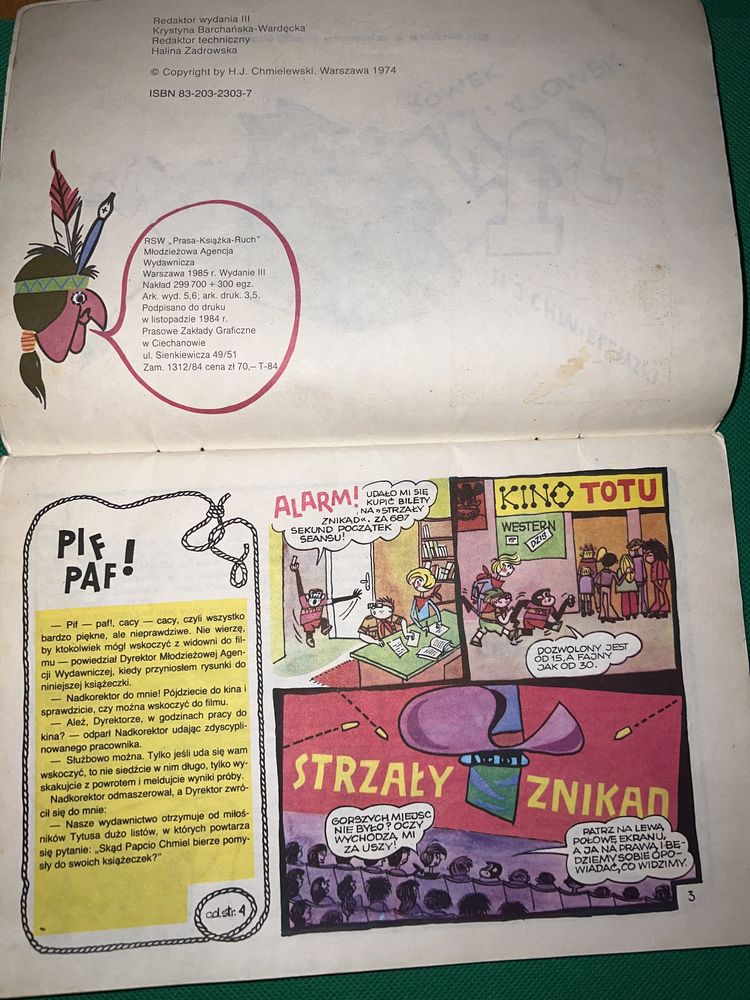 Redaktor wydania III
Krystyna Barchańska-Wardęcka
Redaktor techniczny
Halina Zadrowska
© Copyright by H.J. Chmielewski. Warszawa 1974
ISBN 83-203-2303-7
RSW „Prasa-Książka-Ruch”
Młodzieżowa Agencja
Wydawnicza
Warszawa 1985 r. Wydanie III
Nakład 299 700 + 300 egz.
Ark. wyd. 5,6; ark. druk. 3,5.
Podpisano do druku
w listopadzie 1984 r.
Prasowe Zakłady Graficzne
w Ciechanowie
ul. Sienkiewicza 49/51
Zam. 1312/84 cena zł 70,– T-84
PIF
PAF!
— Pif — paf!, cacy — cacy, czyli wszystko
bardzo piękne, ale nieprawdziwe. Nie wierzę,
by ktokolwiek mógł wskoczyć z widowni do fil-
mu — powiedział Dyrektor Młodzieżowej Agen-
cji Wydawniczej, kiedy przyniosłem rysunki do
niniejszej książeczki.
— Nadkorektor do mnie! Pójdziecie do kina i
sprawdzicie, czy można wskoczyć do filmu.
— Ależ, Dyrektorze, w godzinach pracy do
kina? — odparł Nadkorektor udając zdyscypli-
nowanego pracownika.
— Służbowo można. Tylko jeśli uda się wam
wskoczyć, to nie siedźcie w nim długo, tylko wy-
skakujcie z powrotem i meldujcie wyniki próby.
Nadkorektor odmaszerował, a Dyrektor zwró-
cił się do mnie:
— Nasze wydawnictwo otrzymuje od miłoś-
ników Tytusa dużo listów, w których powtarza
się pytanie: „Skąd Papcio Chmiel bierze pomy-
sły do swoich książeczek?”
cd. str. 4
ALARM!
UDAŁO MI SIĘ
KUPIĆ BILETY
NA »STRZAŁY
ZNIKĄD«. ZA 687
SEKUND POCZĄTEK
SEANSU!
KINO TOTU
WESTERN
DZIŚ
DOZWOLONY JEST
OD 15, A FAJNY
JAK OD 30.
STRZAŁY ZNIKĄD
GORSZYCH MIEJSC
NIE BYŁO? OCZY
WYCHODZĄ MI
ZA USZY!
PATRZ NA LEWĄ
POŁOWĘ EKRANU,
A JA NA PRAWĄ I BĘ-
DZIEMY SOBIE OPO-
WIADAĆ, CO WIDZIMY.
3